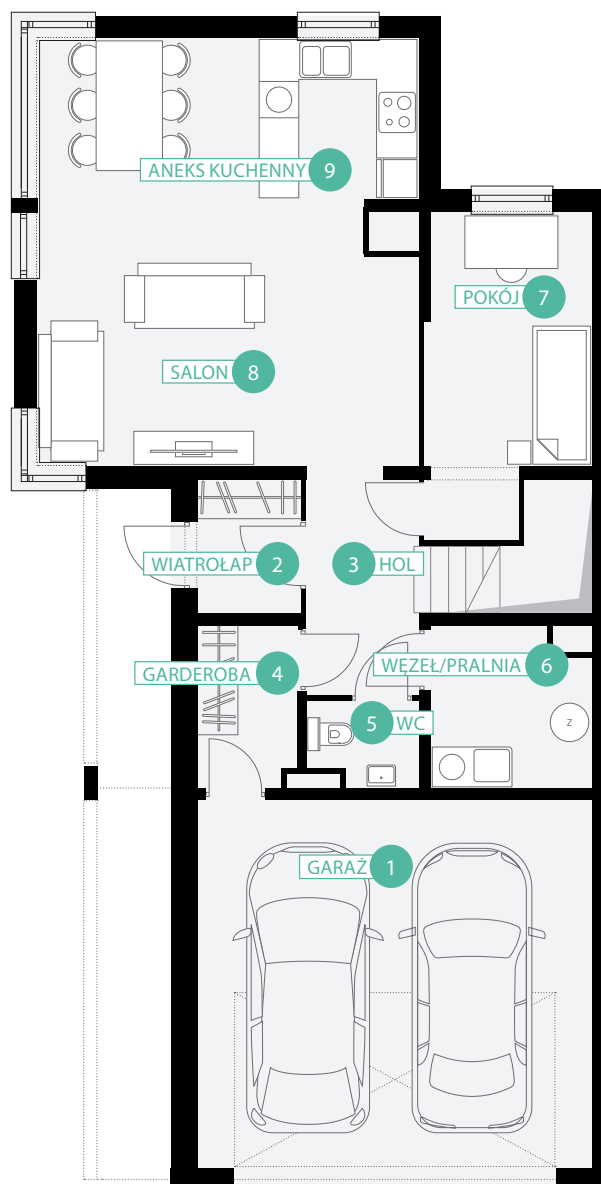 ANEKS KUCHENNY 9
POKÓJ 7
SALON 8
WIATROŁAP 2
3 HOL
GARDEROBA 4
WĘZEŁ/PRALNIA 6
5 WC
Z
GARAŻ 1